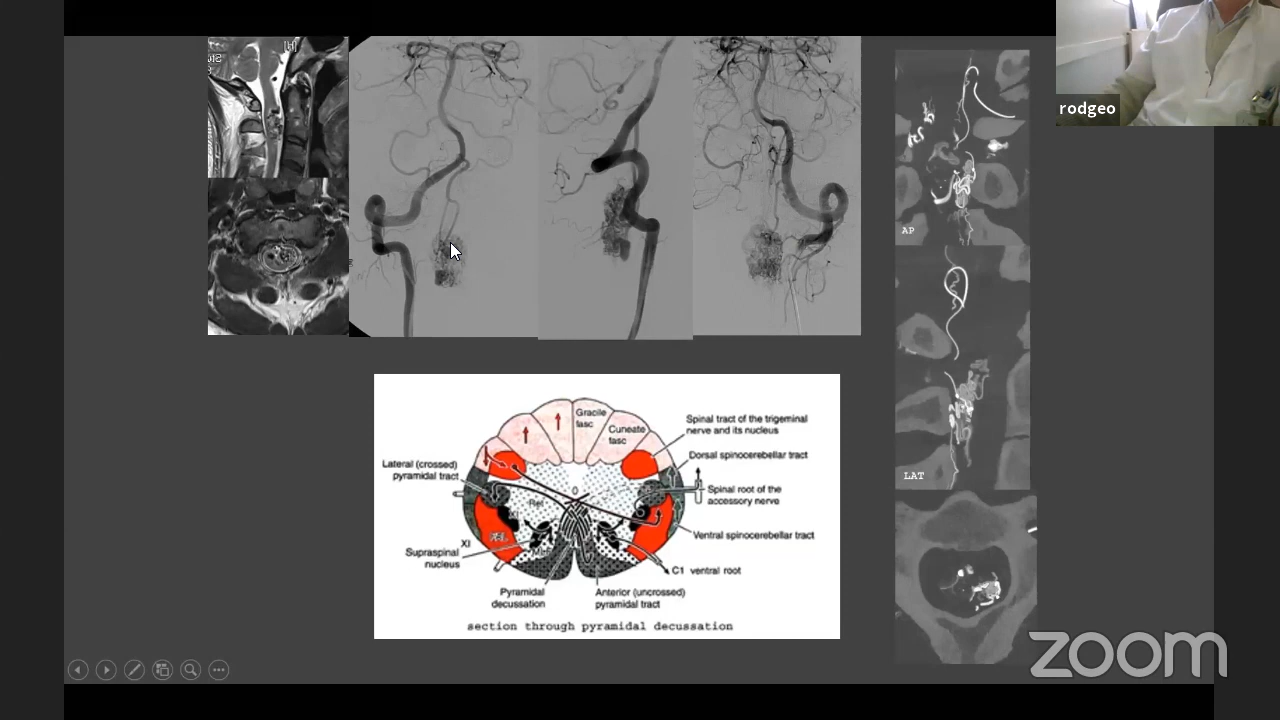 [H]
rodgeo
AP
LAT
Gracile
fasc
Cuneate
fasc
Spinal tract of the trigeminal
nerve and its nucleus
Dorsal spinocerebellar tract
Lateral (crossed)
pyramidal tract
Spinal root of the
accessory nerve
Ret
Ventral spinocerebellar tract
XI
Supraspinal
nucleus
C1 ventral root
Pyramidal
decussation
Anterior (uncrossed)
pyramidal tract
section through pyramidal decussation
zoom